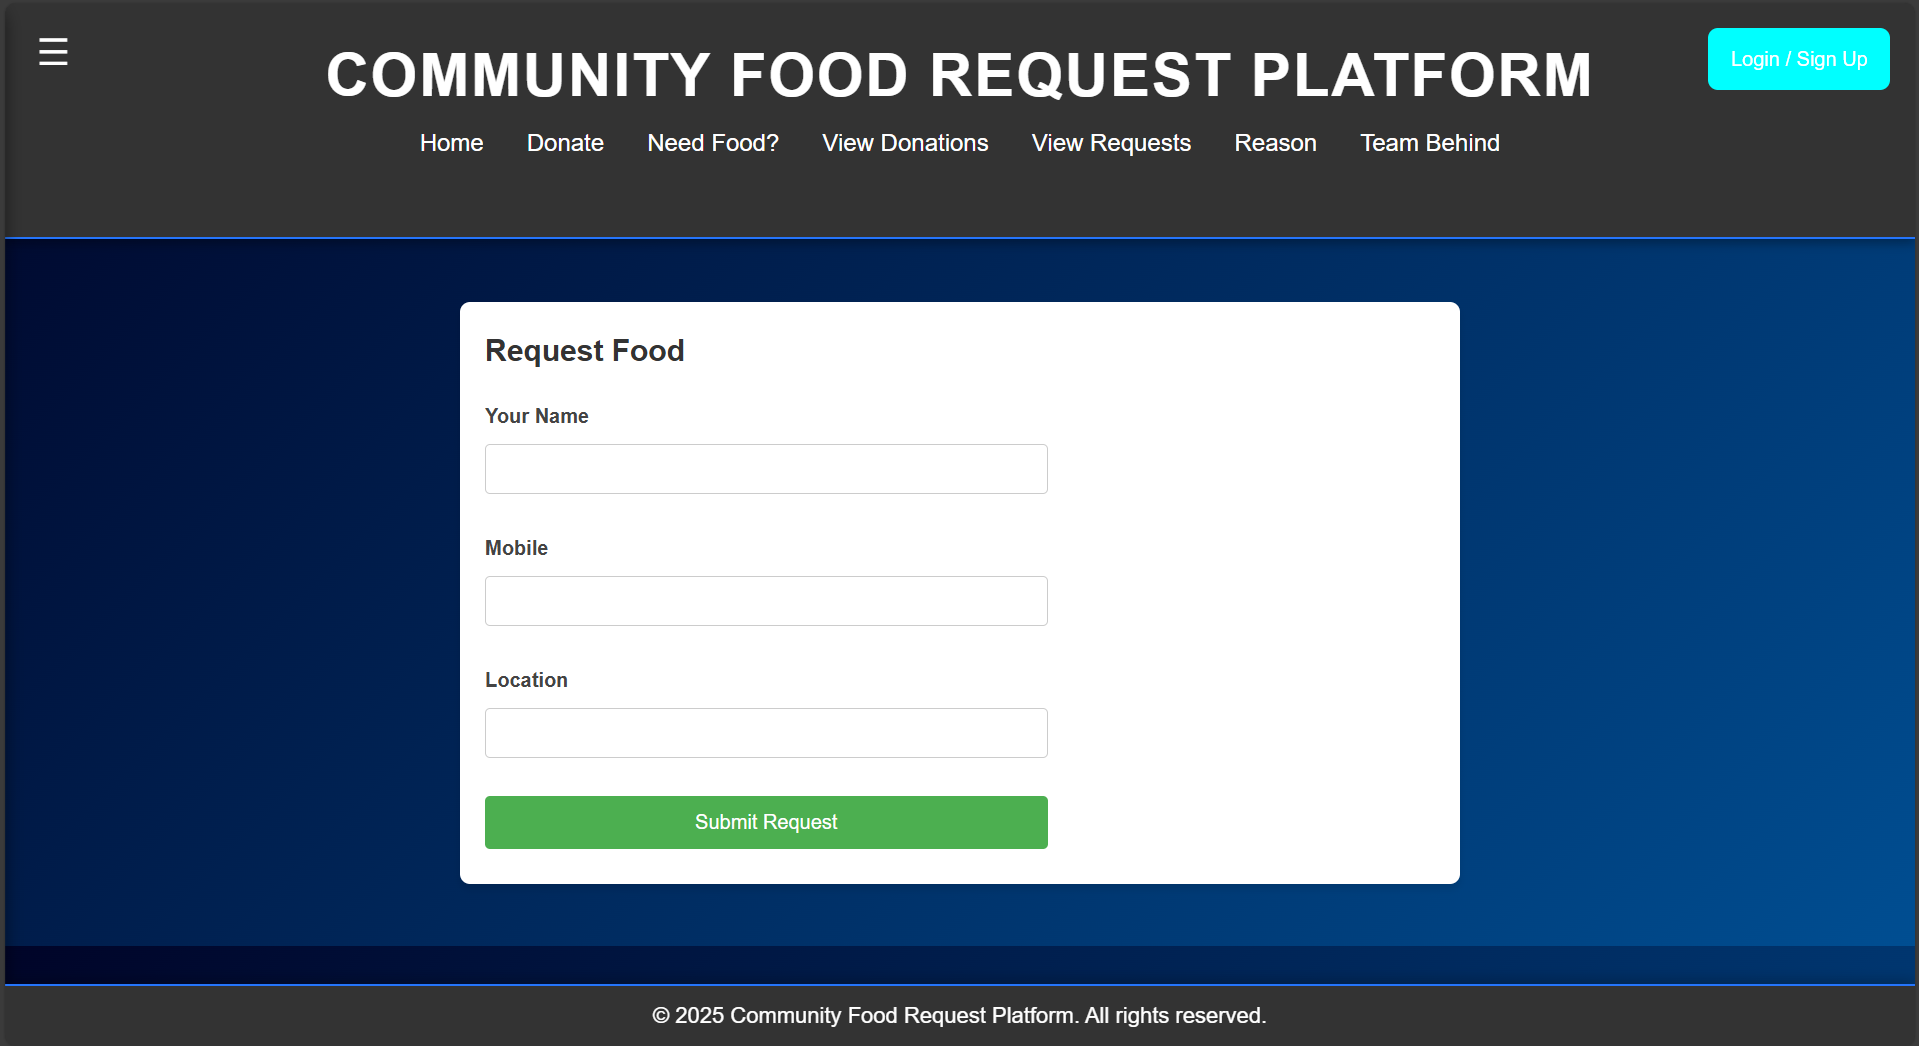 ☰
COMMUNITY FOOD REQUEST PLATFORM
Login / Sign Up
Home Donate Need Food? View Donations View Requests Reason Team Behind
Request Food
Your Name
Mobile
Location
Submit Request
© 2025 Community Food Request Platform. All rights reserved.